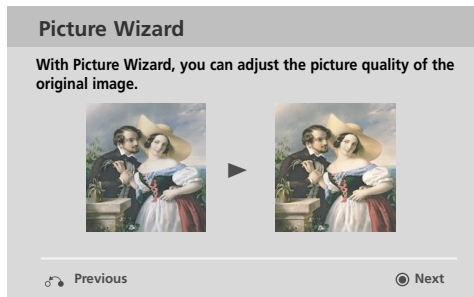 Picture Wizard
With Picture Wizard, you can adjust the picture quality of the
original image.
Previous
Next